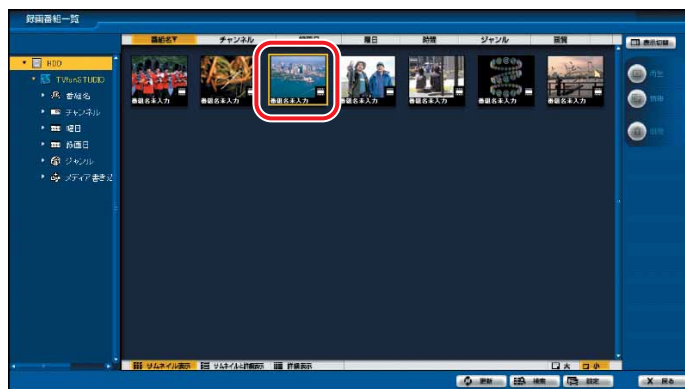 録画番組一覧
番組名▼ チャンネル 録画日 曜日 時間 ジャンル 画質
表示切替
HDD
TVfunSTUDIO
番組名
チャンネル
曜日
録画日
ジャンル
メディア書き込
番組名未入力 番組名未入力 番組名未入力 番組名未入力 番組名未入力 番組名未入力 番組名未入力
再生
削除
サムネイル表示 サムネイル&詳細表示 詳細表示 大 小
更新 検索 設定 X 戻る